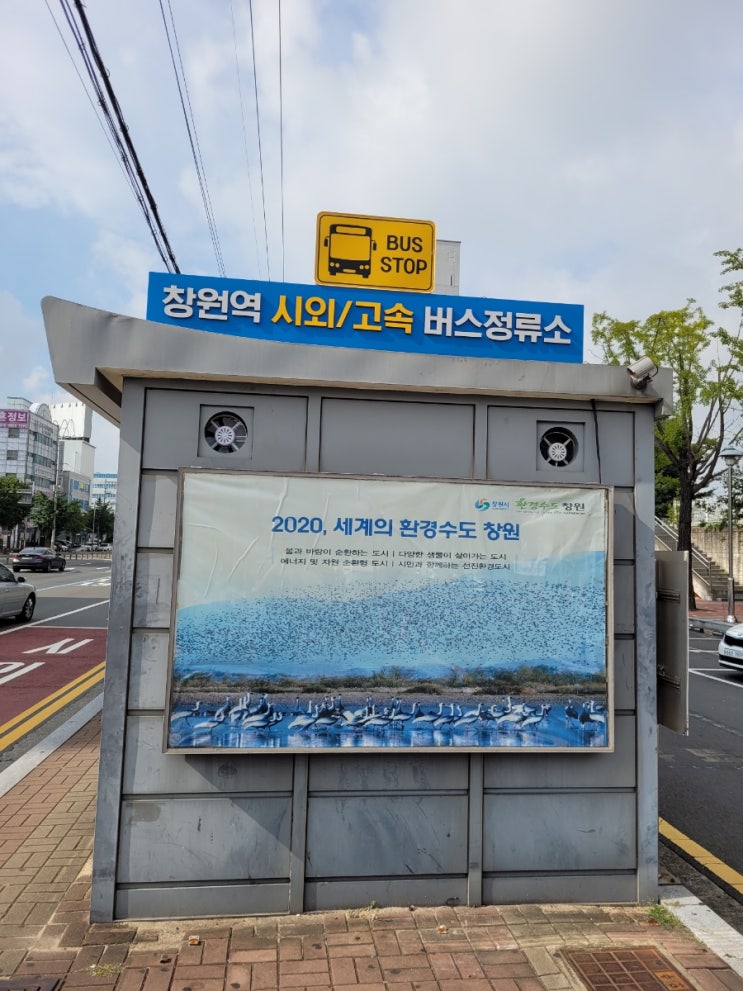 BUS
STOP
창원역 시외/고속 버스정류소
창원시 환경수도 창원
2020, 세계의 환경수도 창원
물과 바람이 순환하는 도시 | 다양한 생물이 살아가는 도시
에너지 및 자원 순환형 도시 | 시민과 함께하는 선진환경도시